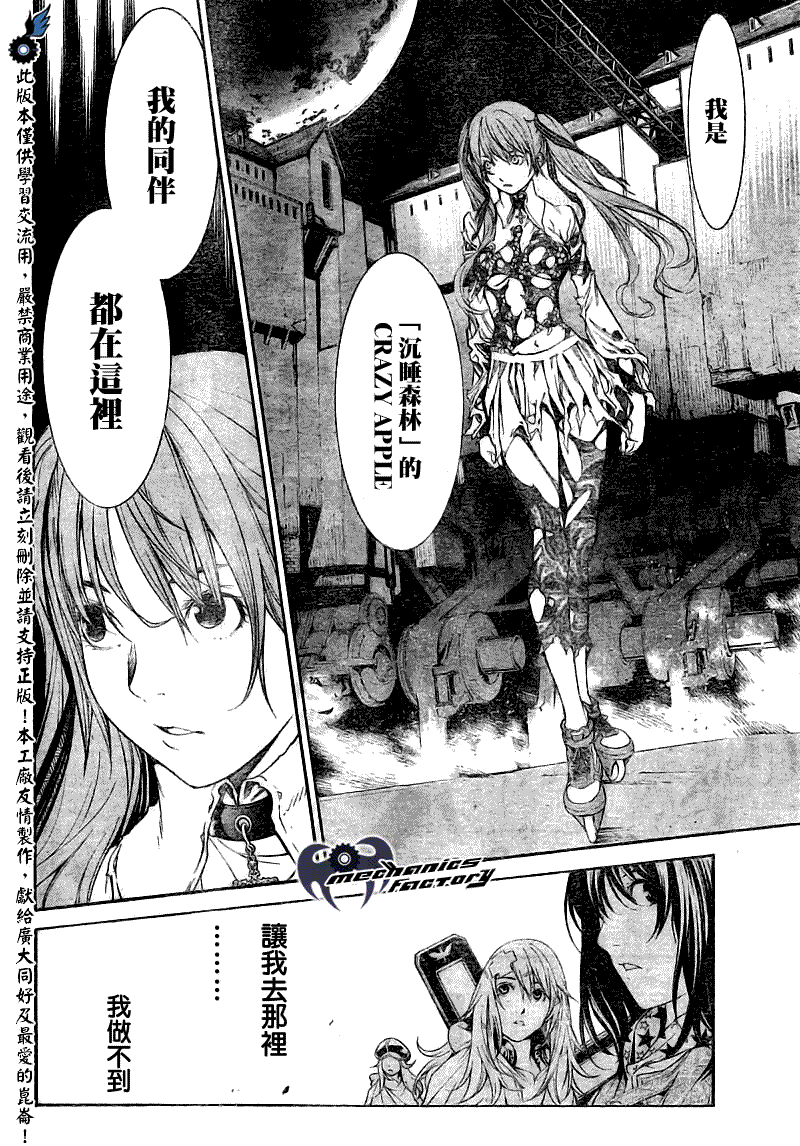 我是
「沉睡森林」的
CRAZY APPLE
我的同伴
都在這裡
讓我去那裡
………
我做不到
mechanics
factory
此版本僅供學習交流用，嚴禁商業用途，觀看後請立刻刪除並請支持正版！本工廠友情製作，獻給廣大同好及最愛的崑崙！